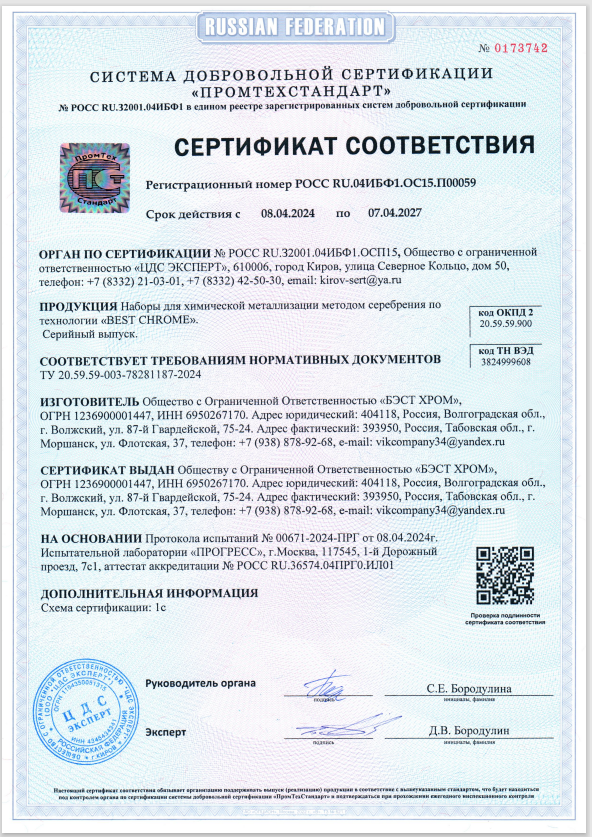 RUSSIAN FEDERATION
№ 0173742
СИСТЕМА ДОБРОВОЛЬНОЙ СЕРТИФИКАЦИИ
«ПРОМТЕХСТАНДАРТ»
№ РОСС RU.32001.04ИБФ1 в едином реестре зарегистрированных систем добровольной сертификации
СЕРТИФИКАТ СООТВЕТСТВИЯ
ПромТех
Стандарт
Регистрационный номер РОСС RU.04ИБФ1.ОС15.П00059
Срок действия с 08.04.2024 по 07.04.2027
ОРГАН ПО СЕРТИФИКАЦИИ № РОСС RU.32001.04ИБФ1.ОСП15, Общество с ограниченной
ответственностью «ЦДС ЭКСПЕРТ», 610006, город Киров, улица Северное Кольцо, дом 50,
телефон: +7 (8332) 21-03-01, +7 (8332) 42-50-30, email: kirov-sert@ya.ru
ПРОДУКЦИЯ Наборы для химической металлизации методом серебрения по
технологии «BEST CHROME».
Серийный выпуск.
код ОКПД 2
20.59.59.900
код ТН ВЭД
3824999608
СООТВЕТСТВУЕТ ТРЕБОВАНИЯМ НОРМАТИВНЫХ ДОКУМЕНТОВ
ТУ 20.59.59-003-78281187-2024
ИЗГОТОВИТЕЛЬ Общество с Ограниченной Ответственностью «БЭСТ ХРОМ»,
ОГРН 1236900001447, ИНН 6950267170. Адрес юридический: 404118, Россия, Волгоградская обл.,
г. Волжский, ул. 87-й Гвардейской, 75-24. Адрес фактический: 393950, Россия, Табовская обл., г.
Моршанск, ул. Флотская, 37, телефон: +7 (938) 878-92-68, e-mail: vikcompany34@yandex.ru
СЕРТИФИКАТ ВЫДАН Обществу с Ограниченной Ответственностью «БЭСТ ХРОМ»,
ОГРН 1236900001447, ИНН 6950267170. Адрес юридический: 404118, Россия, Волгоградская обл.,
г. Волжский, ул. 87-й Гвардейской, 75-24. Адрес фактический: 393950, Россия, Табовская обл., г.
Моршанск, ул. Флотская, 37, телефон: +7 (938) 878-92-68, e-mail: vikcompany34@yandex.ru
НА ОСНОВАНИИ Протокола испытаний № 00671-2024-ПРГ от 08.04.2024г.
Испытательной лаборатории «ПРОГРЕСС», г.Москва, 117545, 1-й Дорожный
проезд, 7с1, аттестат аккредитации № РОСС RU.36574.04ПРГ0.ИЛ01
ДОПОЛНИТЕЛЬНАЯ ИНФОРМАЦИЯ
Схема сертификации: 1с
Проверка подлинности
сертификата соответствия
ЦДС
ЭКСПЕРТ
РОССИЙСКАЯ ФЕДЕРАЦИЯ
Руководитель органа
подпись
С.Е. Бородулина
инициалы, фамилия
Эксперт
подпись
Д.В. Бородулин
инициалы, фамилия
Настоящий сертификат соответствия обязывает организацию поддерживать выпуск (реализацию) продукции в соответствии с вышеуказанным стандартом, что будет находиться
под контролем органа по сертификации системы добровольной сертификации «ПромТехСтандарт» и подтверждаться при прохождении ежегодного инспекционного контроля